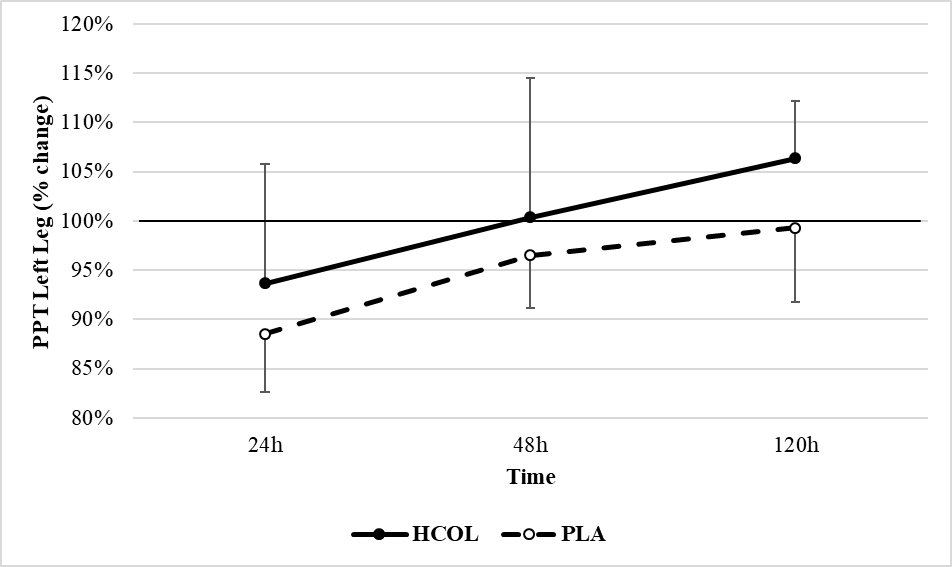 120%
115%
110%
105%
100%
95%
90%
85%
80%
PPT Left Leg (% change)
24h 48h 120h
Time
HCOL PLA